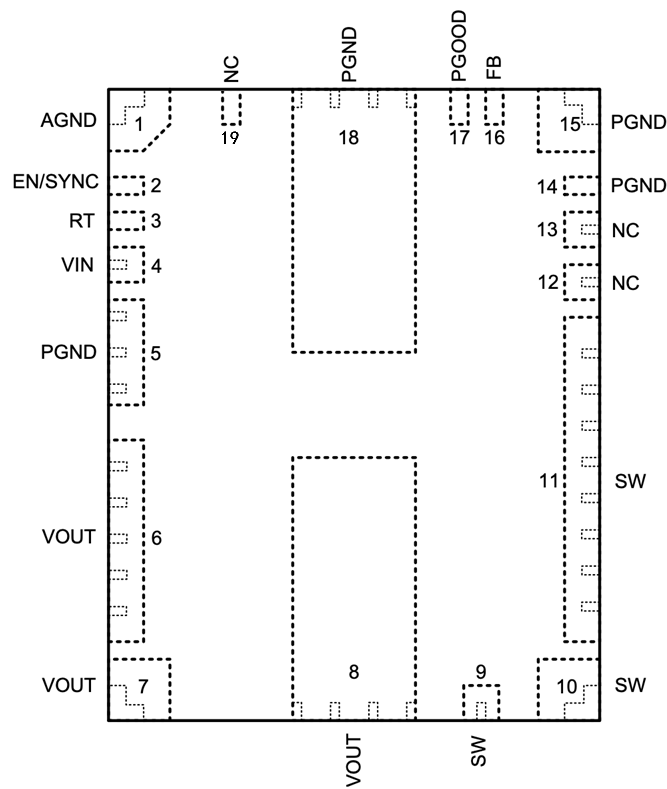 NC
PGND
PGOOD
FB
AGND 1
19
18
17
16
15 PGND
EN/SYNC 2
14 PGND
RT 3
13 NC
VIN 4
12 NC
PGND 5
11 SW
VOUT 6
VOUT 7
8
9
10 SW
VOUT
SW